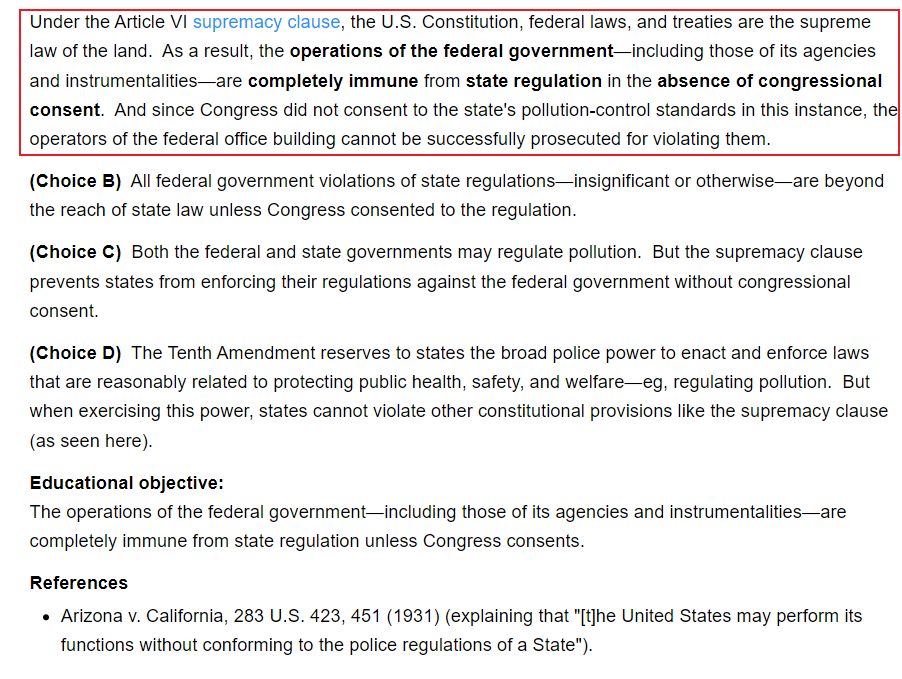 Under the Article VI supremacy clause, the U.S. Constitution, federal laws, and treaties are the supreme
law of the land.  As a result, the operations of the federal government—including those of its agencies
and instrumentalities—are completely immune from state regulation in the absence of congressional
consent.  And since Congress did not consent to the state's pollution-control standards in this instance, the
operators of the federal office building cannot be successfully prosecuted for violating them.
(Choice B)  All federal government violations of state regulations—insignificant or otherwise—are beyond
the reach of state law unless Congress consented to the regulation.
(Choice C)  Both the federal and state governments may regulate pollution.  But the supremacy clause
prevents states from enforcing their regulations against the federal government without congressional
consent.
(Choice D)  The Tenth Amendment reserves to states the broad police power to enact and enforce laws
that are reasonably related to protecting public health, safety, and welfare—eg, regulating pollution.  But
when exercising this power, states cannot violate other constitutional provisions like the supremacy clause
(as seen here).
Educational objective:
The operations of the federal government—including those of its agencies and instrumentalities—are
completely immune from state regulation unless Congress consents.
References
• Arizona v. California, 283 U.S. 423, 451 (1931) (explaining that "[t]he United States may perform its
functions without conforming to the police regulations of a State").